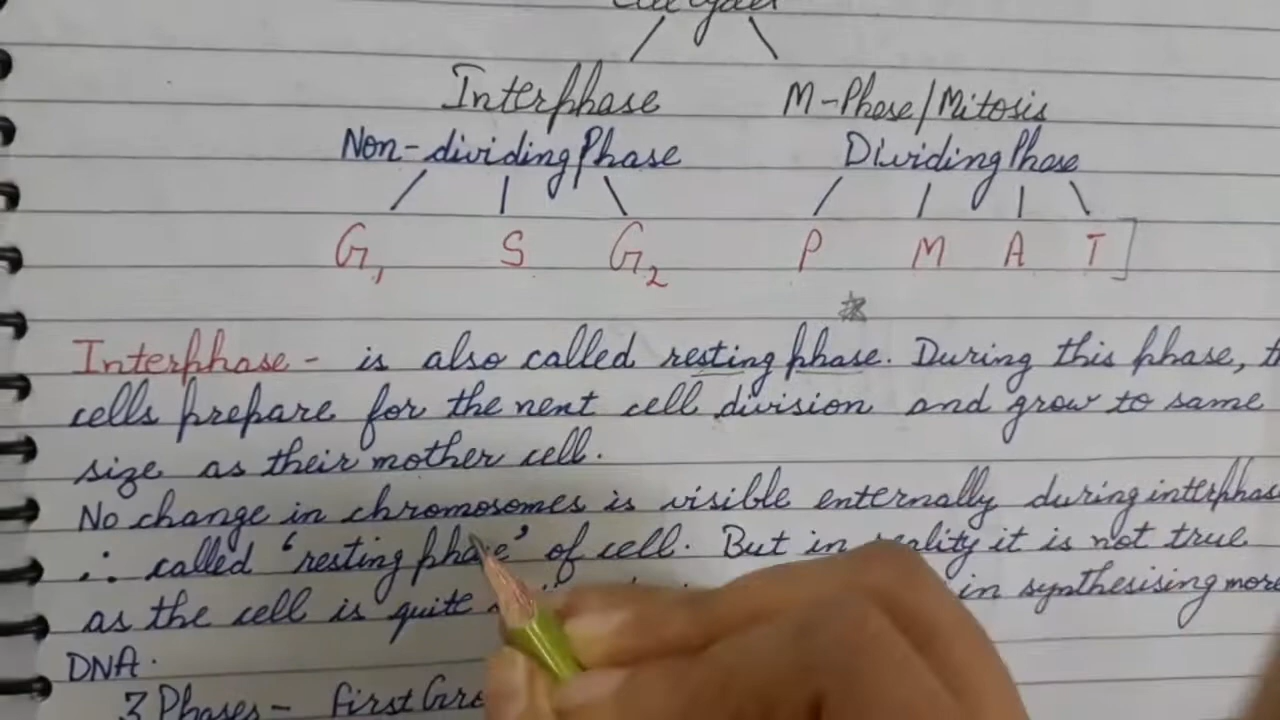 Cell Cycle
Interphase M-Phase/Mitosis
Non-dividing Phase Dividing Phase
G1 S G2 P M A T]
Interphase - is also called resting phase. During this phase,
cells prepare for the next cell division and grow to same
size as their mother cell.
No change in chromosomes is visible externally during interphas
∴ called 'resting phase' of cell. But in reality it is not true
as the cell is quite in synthesising more
DNA.
3 Phases - First